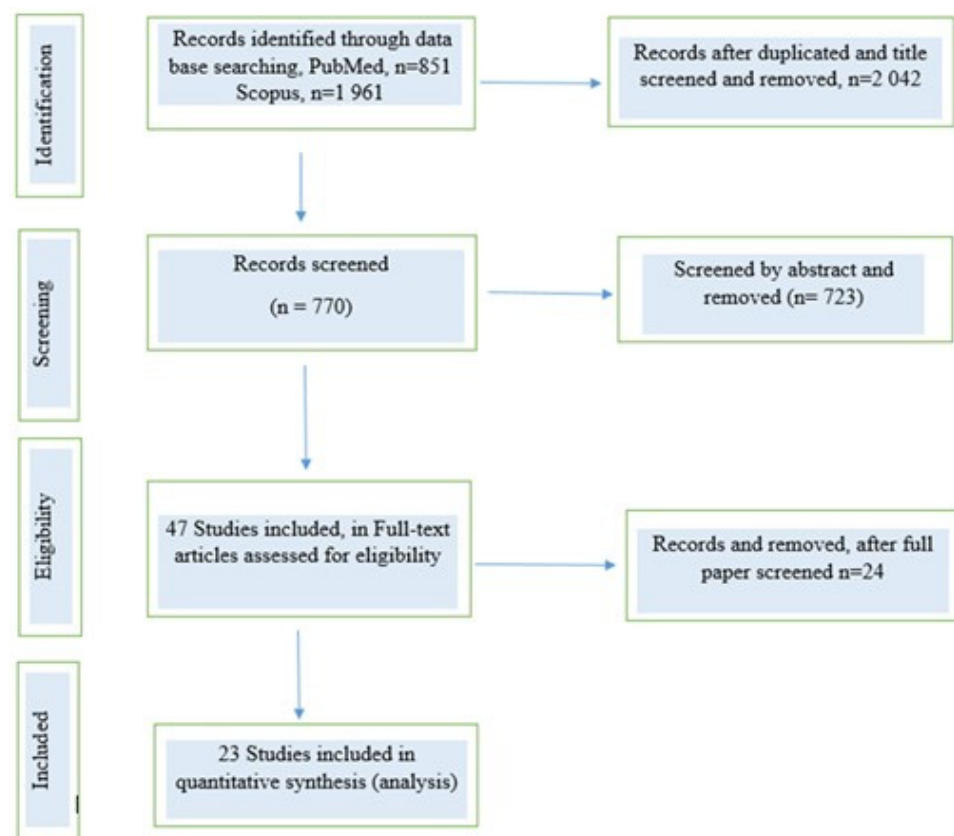 Identification
Records identified through data
base searching, PubMed, n=851
Scopus, n=1 961
Records after duplicated and title
screened and removed, n=2 042
Screening
Records screened
(n = 770)
Screened by abstract and
removed (n= 723)
Eligibility
47 Studies included, in Full-text
articles assessed for eligibility
Records and removed, after full
paper screened n=24
Included
23 Studies included in
quantitative synthesis (analysis)